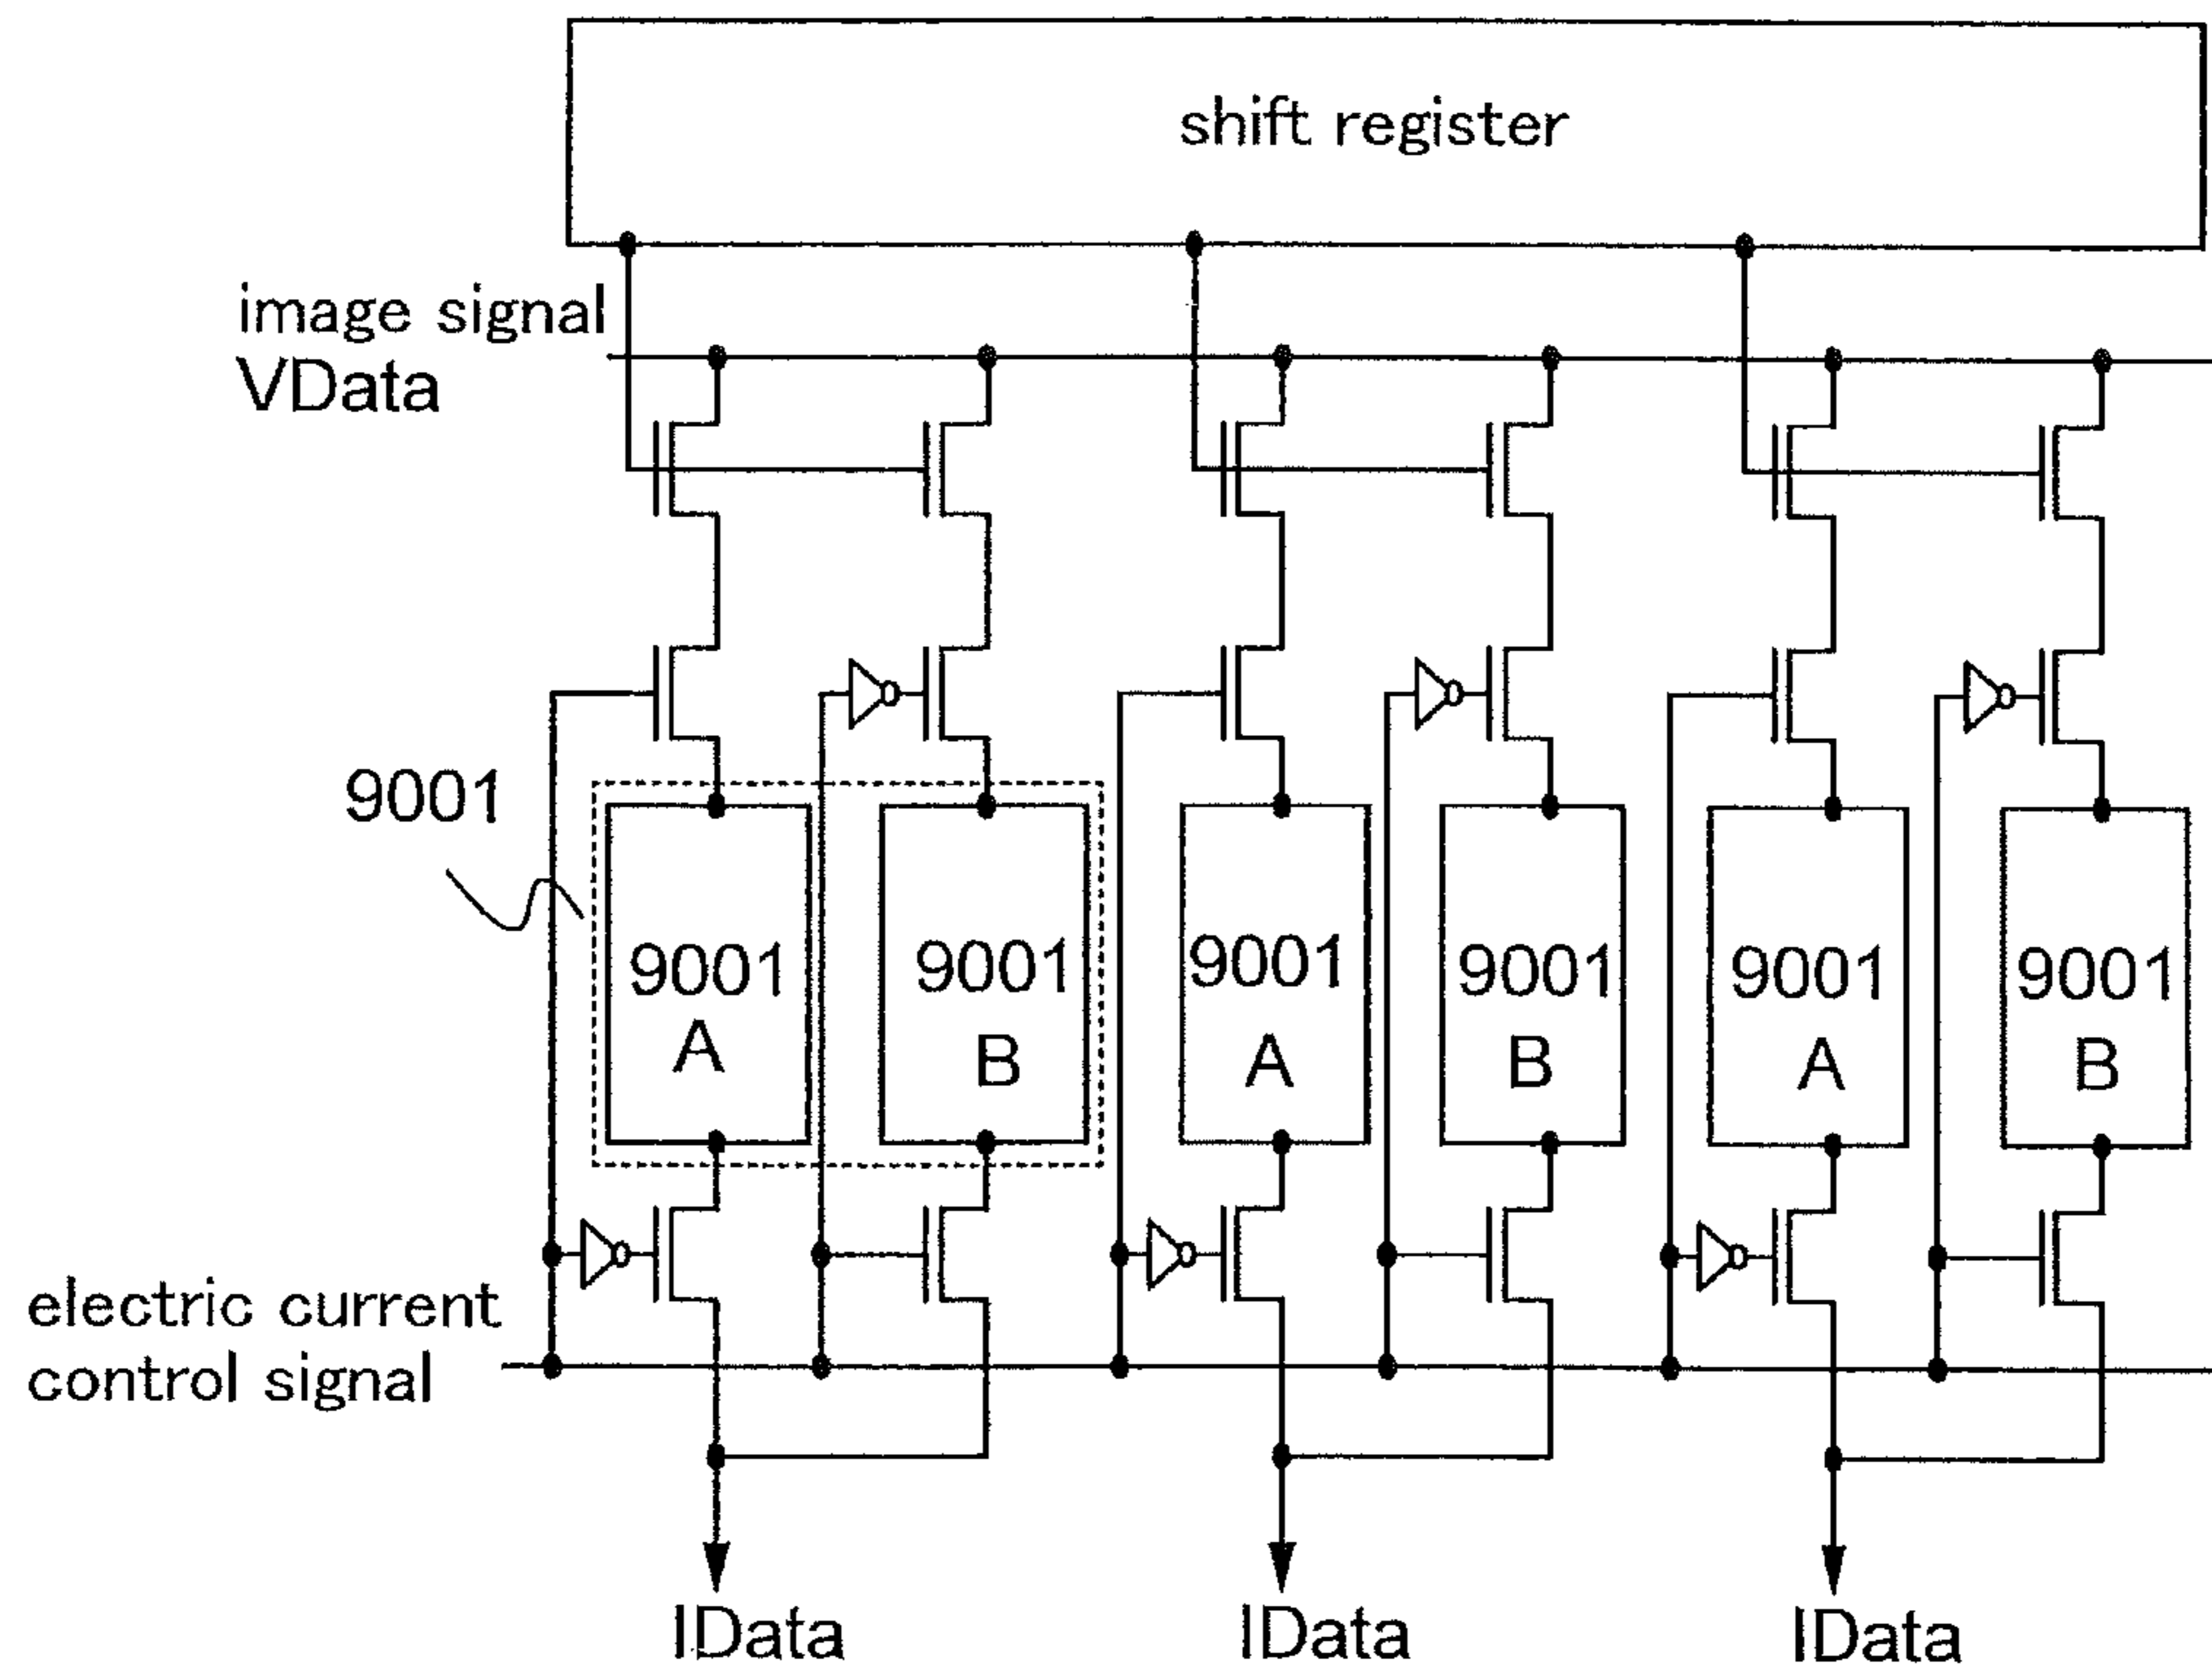 shift register
image signal
VData
9001
9001
A
9001
B
9001
A
9001
B
9001
A
9001
B
electric current
control signal
IData
IData
IData